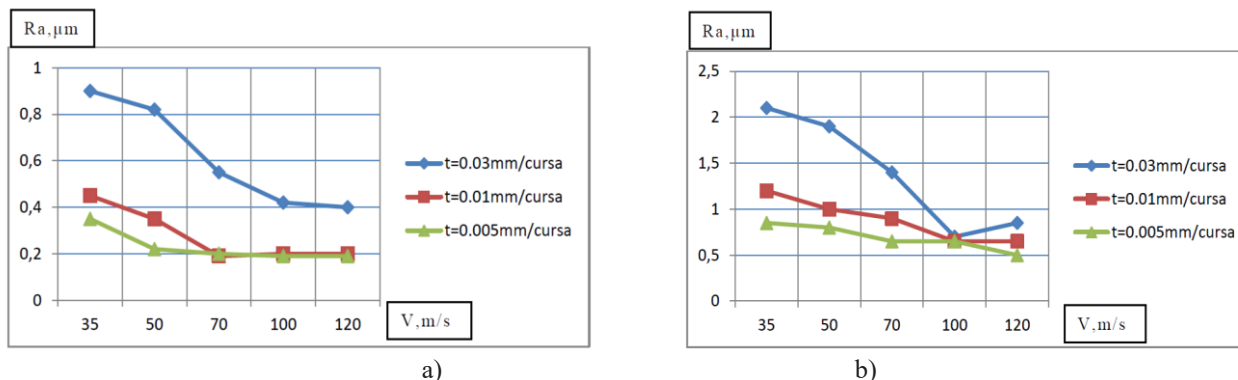 Ra,µm
1
0,8
0,6
0,4
0,2
0
35 50 70 100 120
V,m/s
t=0.03mm/cursa
t=0.01mm/cursa
t=0.005mm/cursa
a)
Ra,µm
2,5
2
1,5
1
0,5
0
35 50 70 100 120
V,m/s
t=0.03mm/cursa
t=0.01mm/cursa
t=0.005mm/cursa
b)